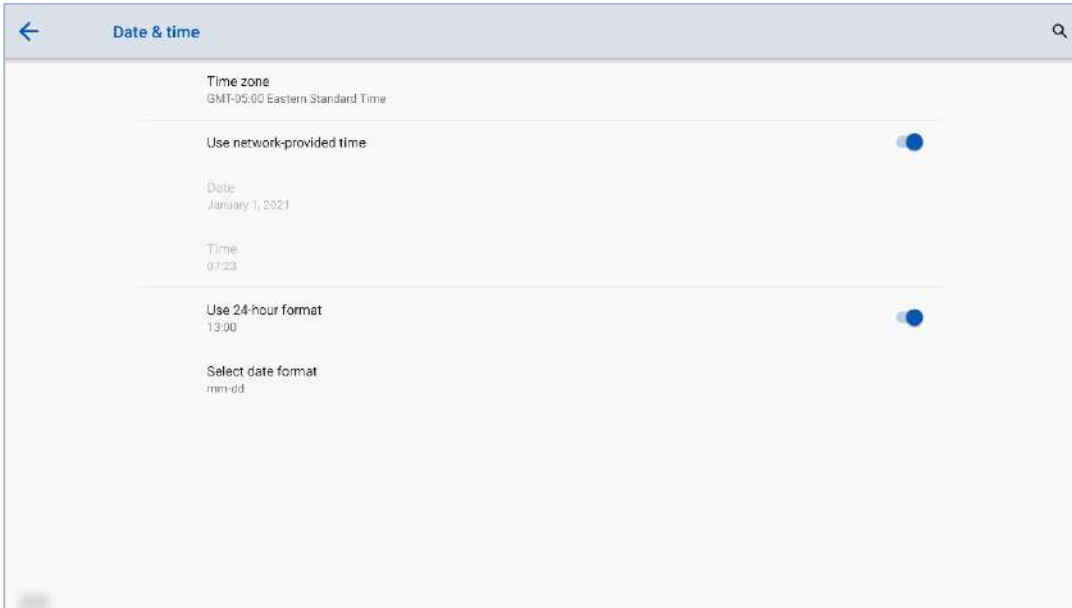 Date & time
Time zone
GMT-05:00 Eastern Standard Time
Use network-provided time
Date
January 1, 2021
Time
07:23
Use 24-hour format
13:00
Select date format
mm-dd